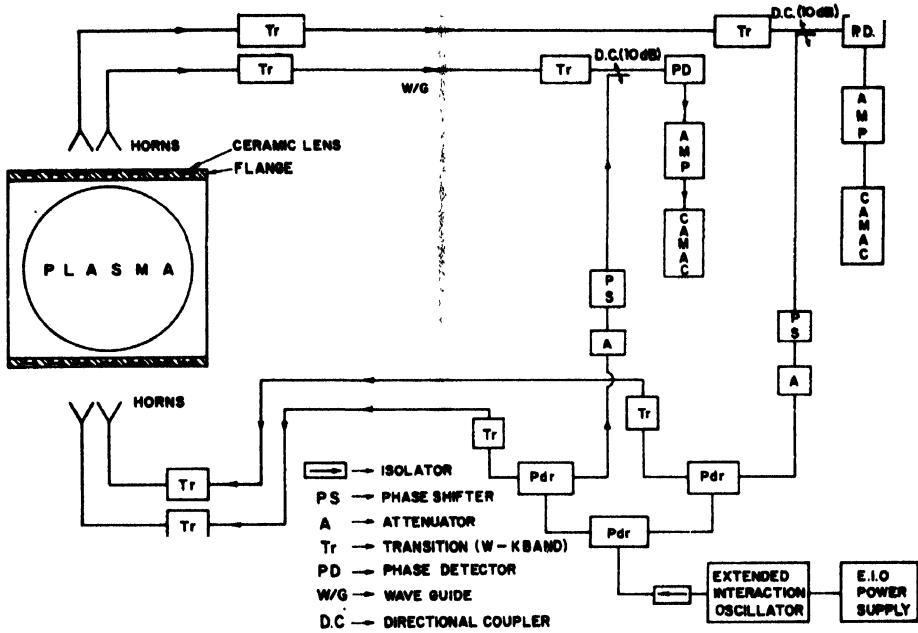 D.C.(10dB)
Tr
Tr
P.D.
D.C.(10dB)
Tr
Tr
PD
W/G
AMP
AMP
HORNS
CERAMIC LENS
FLANGE
CAMAC
CAMAC
PLASMA
PS
PS
A
A
HORNS
Tr
Tr
Pdr
Pdr
Tr
Tr
Pdr
→ ISOLATOR
PS → PHASE SHIFTER
A → ATTENUATOR
Tr → TRANSITION (W-KBAND)
PD → PHASE DETECTOR
W/G → WAVE GUIDE
D.C → DIRECTIONAL COUPLER
EXTENDED
INTERACTION
OSCILLATOR
E.I.O
POWER
SUPPLY